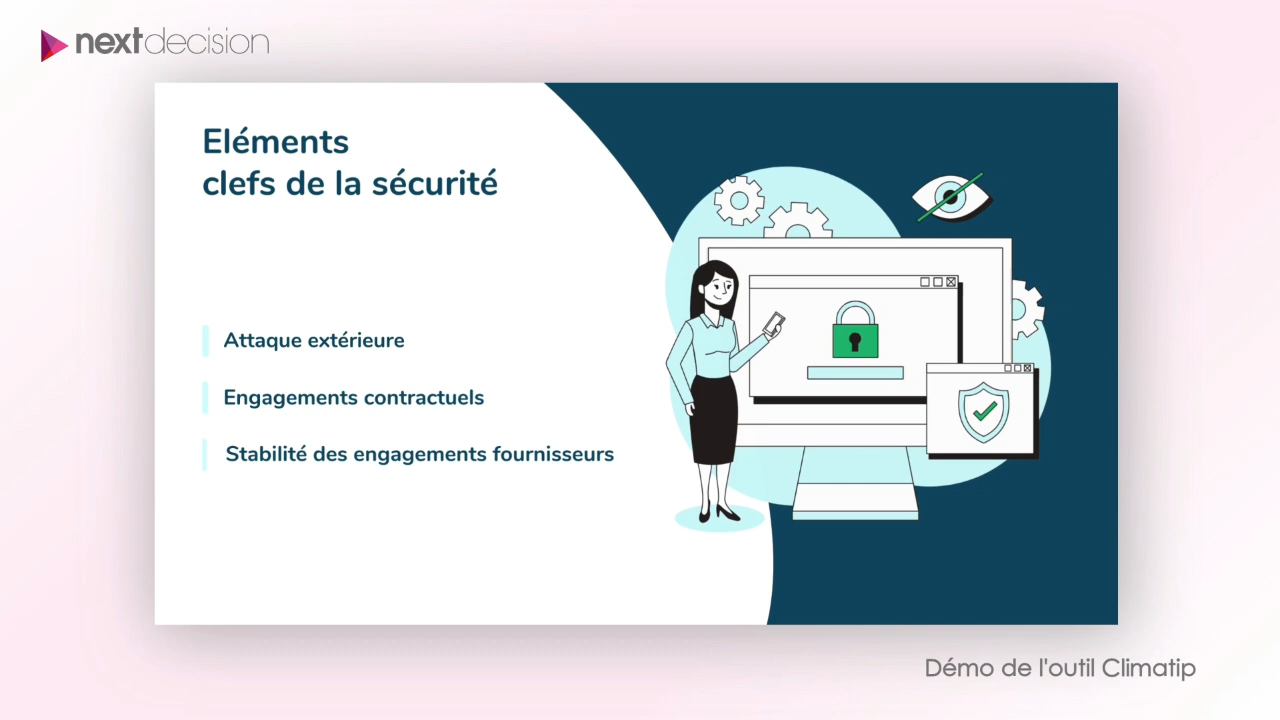 nextdecision
Eléments
clefs de la sécurité
Attaque extérieure
Engagements contractuels
Stabilité des engagements fournisseurs
Démo de l'outil Climatip